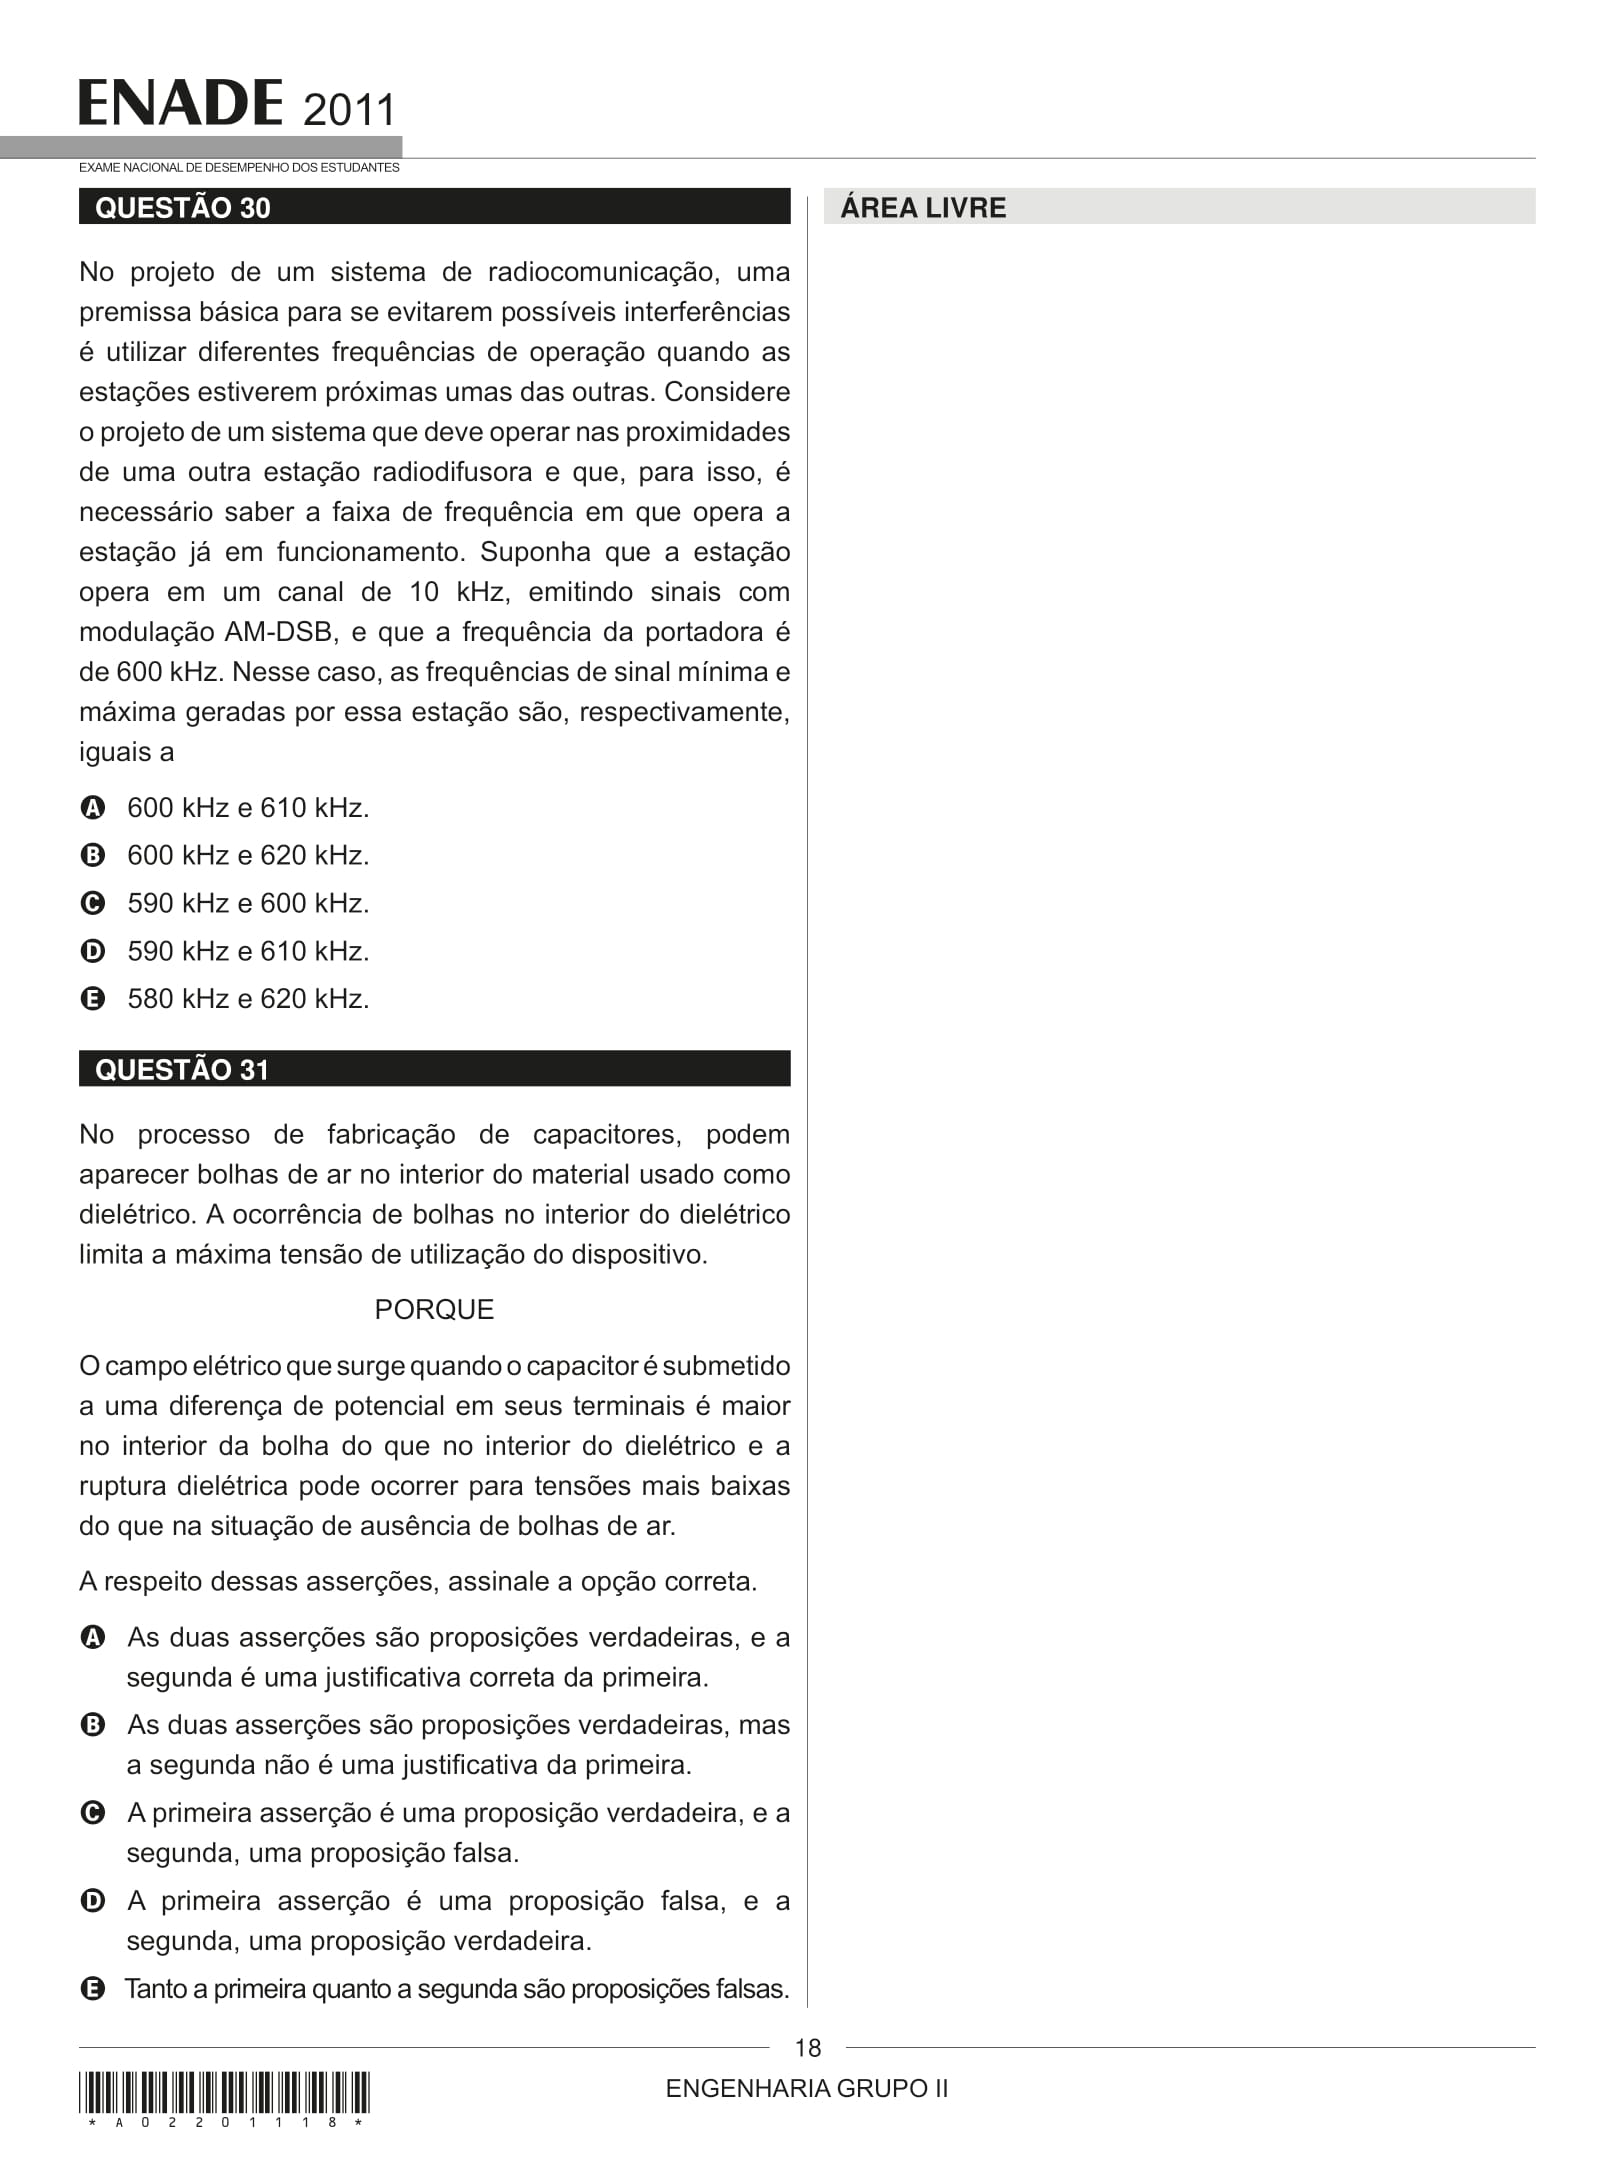 ENADE 2011
EXAME NACIONAL DE DESEMPENHO DOS ESTUDANTES
QUESTÃO 30
No projeto de um sistema de radiocomunicação, uma
premissa básica para se evitarem possíveis interferências
é utilizar diferentes frequências de operação quando as
estações estiverem próximas umas das outras. Considere
o projeto de um sistema que deve operar nas proximidades
de uma outra estação radiodifusora e que, para isso, é
necessário saber a faixa de frequência em que opera a
estação já em funcionamento. Suponha que a estação
opera em um canal de 10 kHz, emitindo sinais com
modulação AM-DSB, e que a frequência da portadora é
de 600 kHz. Nesse caso, as frequências de sinal mínima e
máxima geradas por essa estação são, respectivamente,
iguais a
A 600 kHz e 610 kHz.
B 600 kHz e 620 kHz.
C 590 kHz e 600 kHz.
D 590 kHz e 610 kHz.
E 580 kHz e 620 kHz.
QUESTÃO 31
No processo de fabricação de capacitores, podem
aparecer bolhas de ar no interior do material usado como
dielétrico. A ocorrência de bolhas no interior do dielétrico
limita a máxima tensão de utilização do dispositivo.
PORQUE
O campo elétrico que surge quando o capacitor é submetido
a uma diferença de potencial em seus terminais é maior
no interior da bolha do que no interior do dielétrico e a
ruptura dielétrica pode ocorrer para tensões mais baixas
do que na situação de ausência de bolhas de ar.
A respeito dessas asserções, assinale a opção correta.
A As duas asserções são proposições verdadeiras, e a
segunda é uma justificativa correta da primeira.
B As duas asserções são proposições verdadeiras, mas
a segunda não é uma justificativa da primeira.
C A primeira asserção é uma proposição verdadeira, e a
segunda, uma proposição falsa.
D A primeira asserção é uma proposição falsa, e a
segunda, uma proposição verdadeira.
E Tanto a primeira quanto a segunda são proposições falsas.
ÁREA LIVRE
18
ENGENHARIA GRUPO II
* A 0 2 2 0 1 1 1 8 *